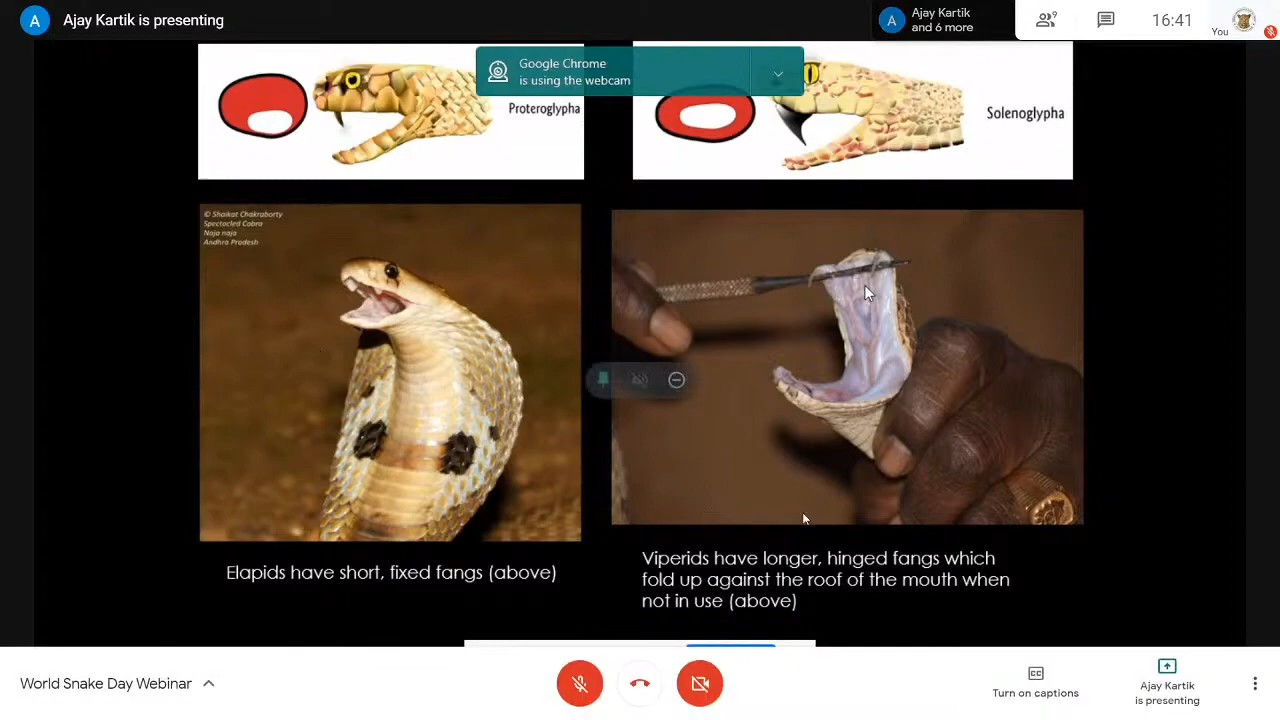 A
Ajay Kartik is presenting
A
Ajay Kartik
and 6 more
9
16:41
You
Google Chrome
is using the webcam
Proteroglypha
Solenoglypha
© Shaikat Chakraborty
Spectacled Cobra
Naja naja
Andhra Pradesh
Elapids have short, fixed fangs (above)
Viperids have longer, hinged fangs which
fold up against the roof of the mouth when
not in use (above)
World Snake Day Webinar
CC
Turn on captions
Ajay Kartik
is presenting